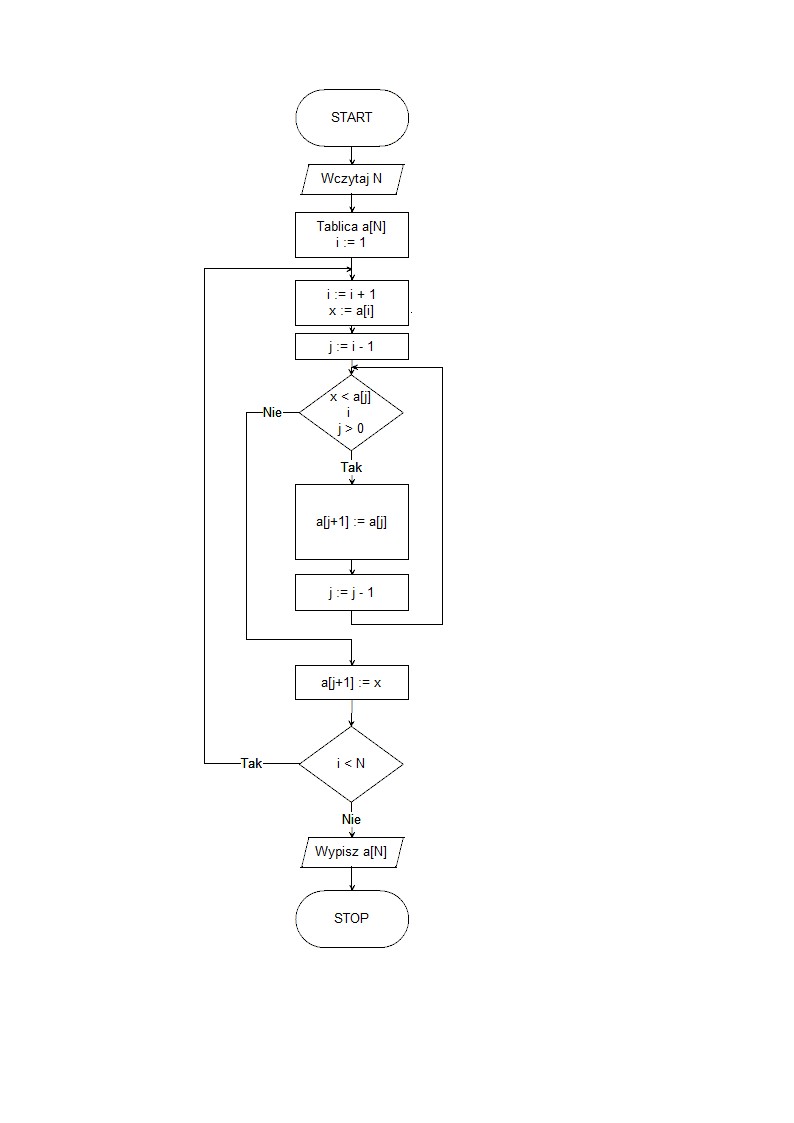 START
Wczytaj N
Tablica a[N]
i := 1
i := i + 1
x := a[i]
j := i - 1
x < a[j]
i
j > 0
Nie
Tak
a[j+1] := a[j]
j := j - 1
a[j+1] := x
i < N
Tak
Nie
Wypisz a[N]
STOP